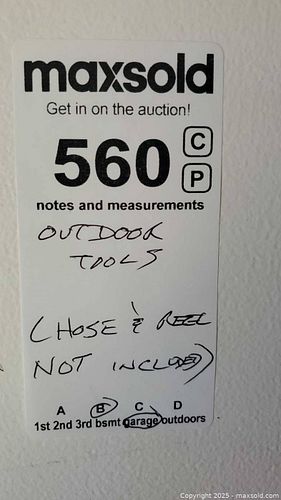 maxsold
Get in on the auction!
560 C
P
notes and measurements
OUTDOOR
TOOLS
(HOSE & REEL
NOT INCLUDED)
A B C D
1st 2nd 3rd bsmt garage outdoors
Copyright 2025 - maxsold.com